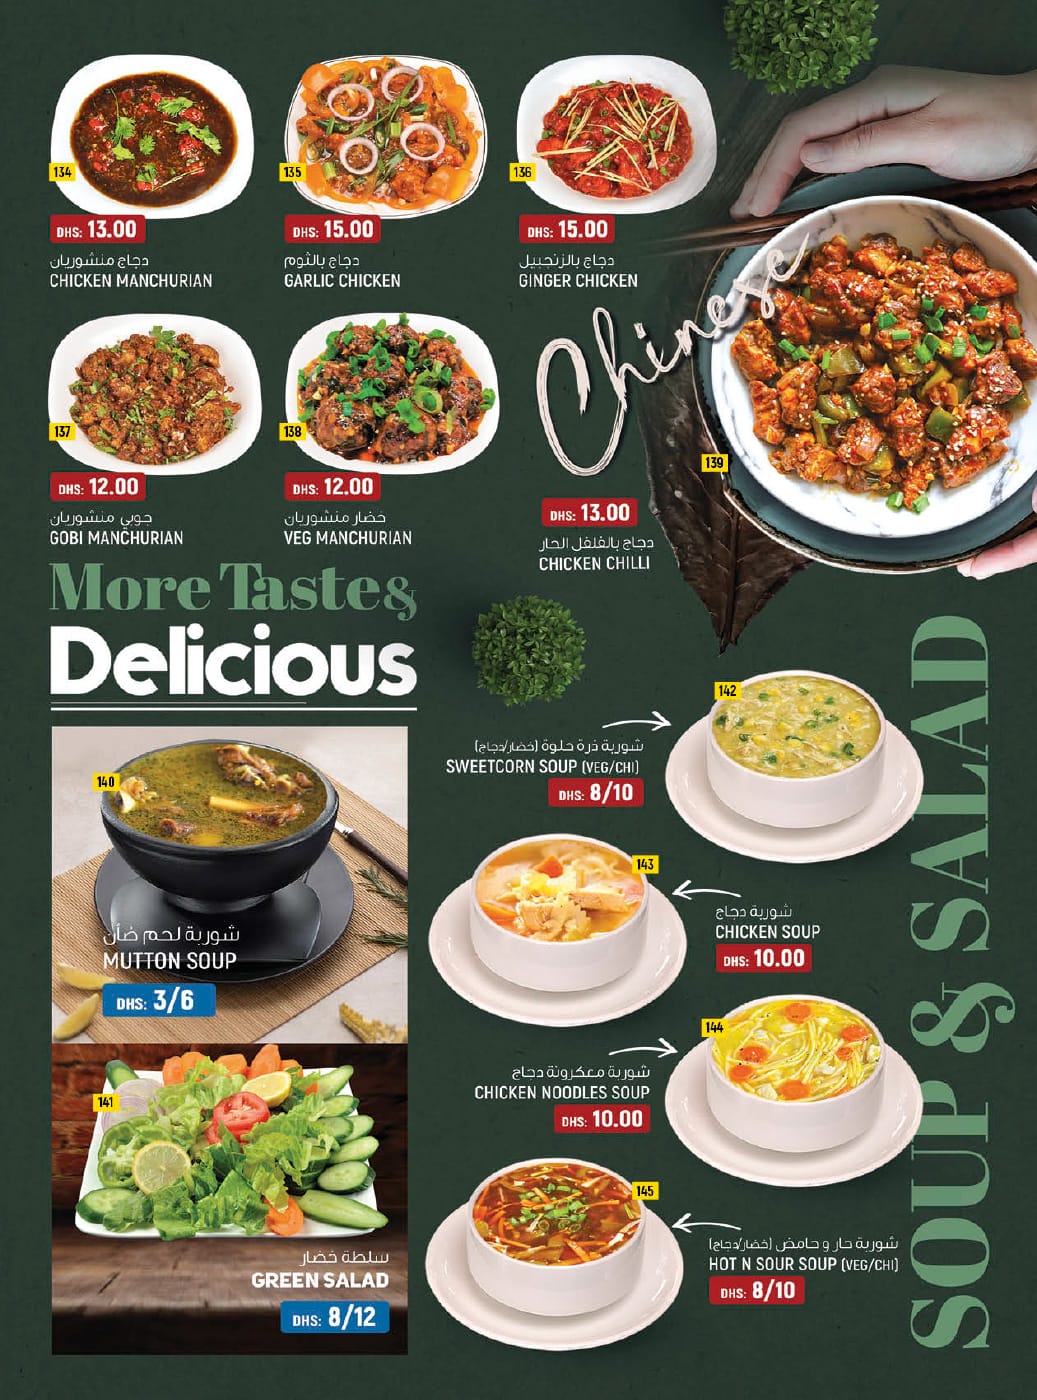 134
DHS: 13.00
دجاج منشوريان
CHICKEN MANCHURIAN
135
DHS: 15.00
دجاج بالثوم
GARLIC CHICKEN
136
DHS: 15.00
دجاج بالزنجبيل
GINGER CHICKEN
137
DHS: 12.00
جوبي منشوريان
GOBI MANCHURIAN
138
DHS: 12.00
خضار منشوريان
VEG MANCHURIAN
Chinese
139
DHS: 13.00
دجاج بالفلفل الحار
CHICKEN CHILLI
More Taste &
Delicious
140
شوربة لحم ضأن
MUTTON SOUP
DHS: 3/6
141
سلطة خضار
GREEN SALAD
DHS: 8/12
SOUP & SALAD
142
شوربة ذرة حلوة (خضار/دجاج)
SWEETCORN SOUP (VEG/CHI)
DHS: 8/10
143
شوربة دجاج
CHICKEN SOUP
DHS: 10.00
144
شوربة معكرونة دجاج
CHICKEN NOODLES SOUP
DHS: 10.00
145
شوربة حار و حامض (خضار/دجاج)
HOT N SOUR SOUP (VEG/CHI)
DHS: 8/10